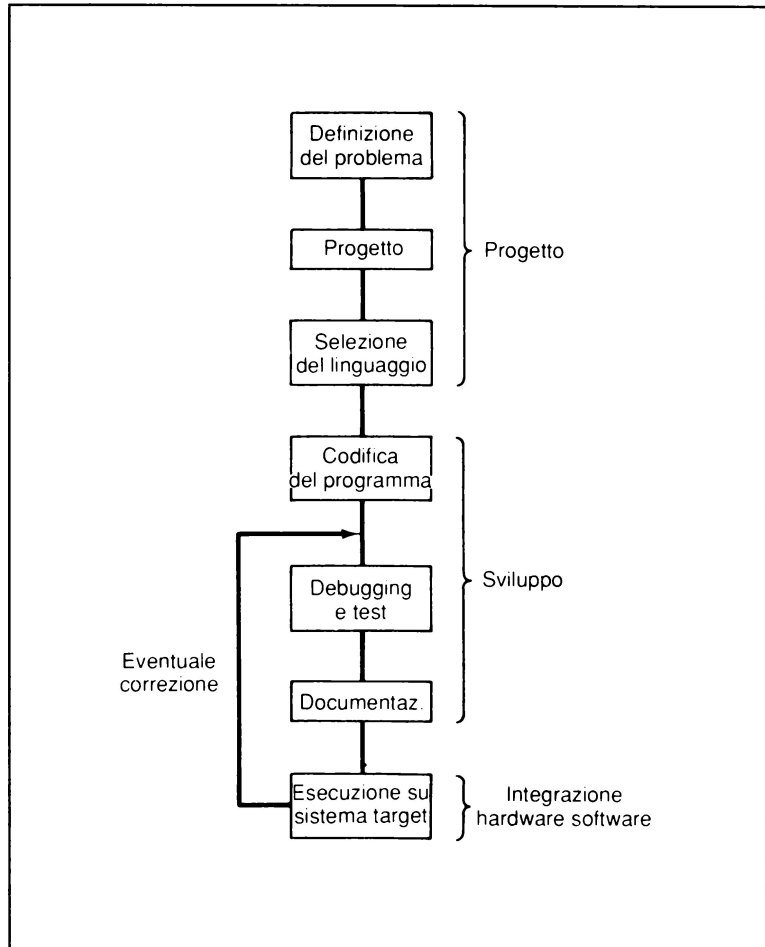 Definizione
del problema
Progetto
Progetto
Selezione
del linguaggio
Codifica
del programma
Debugging
e test
Sviluppo
Eventuale
correzione
Documentaz.
Esecuzione su
sistema target
Integrazione
hardware software